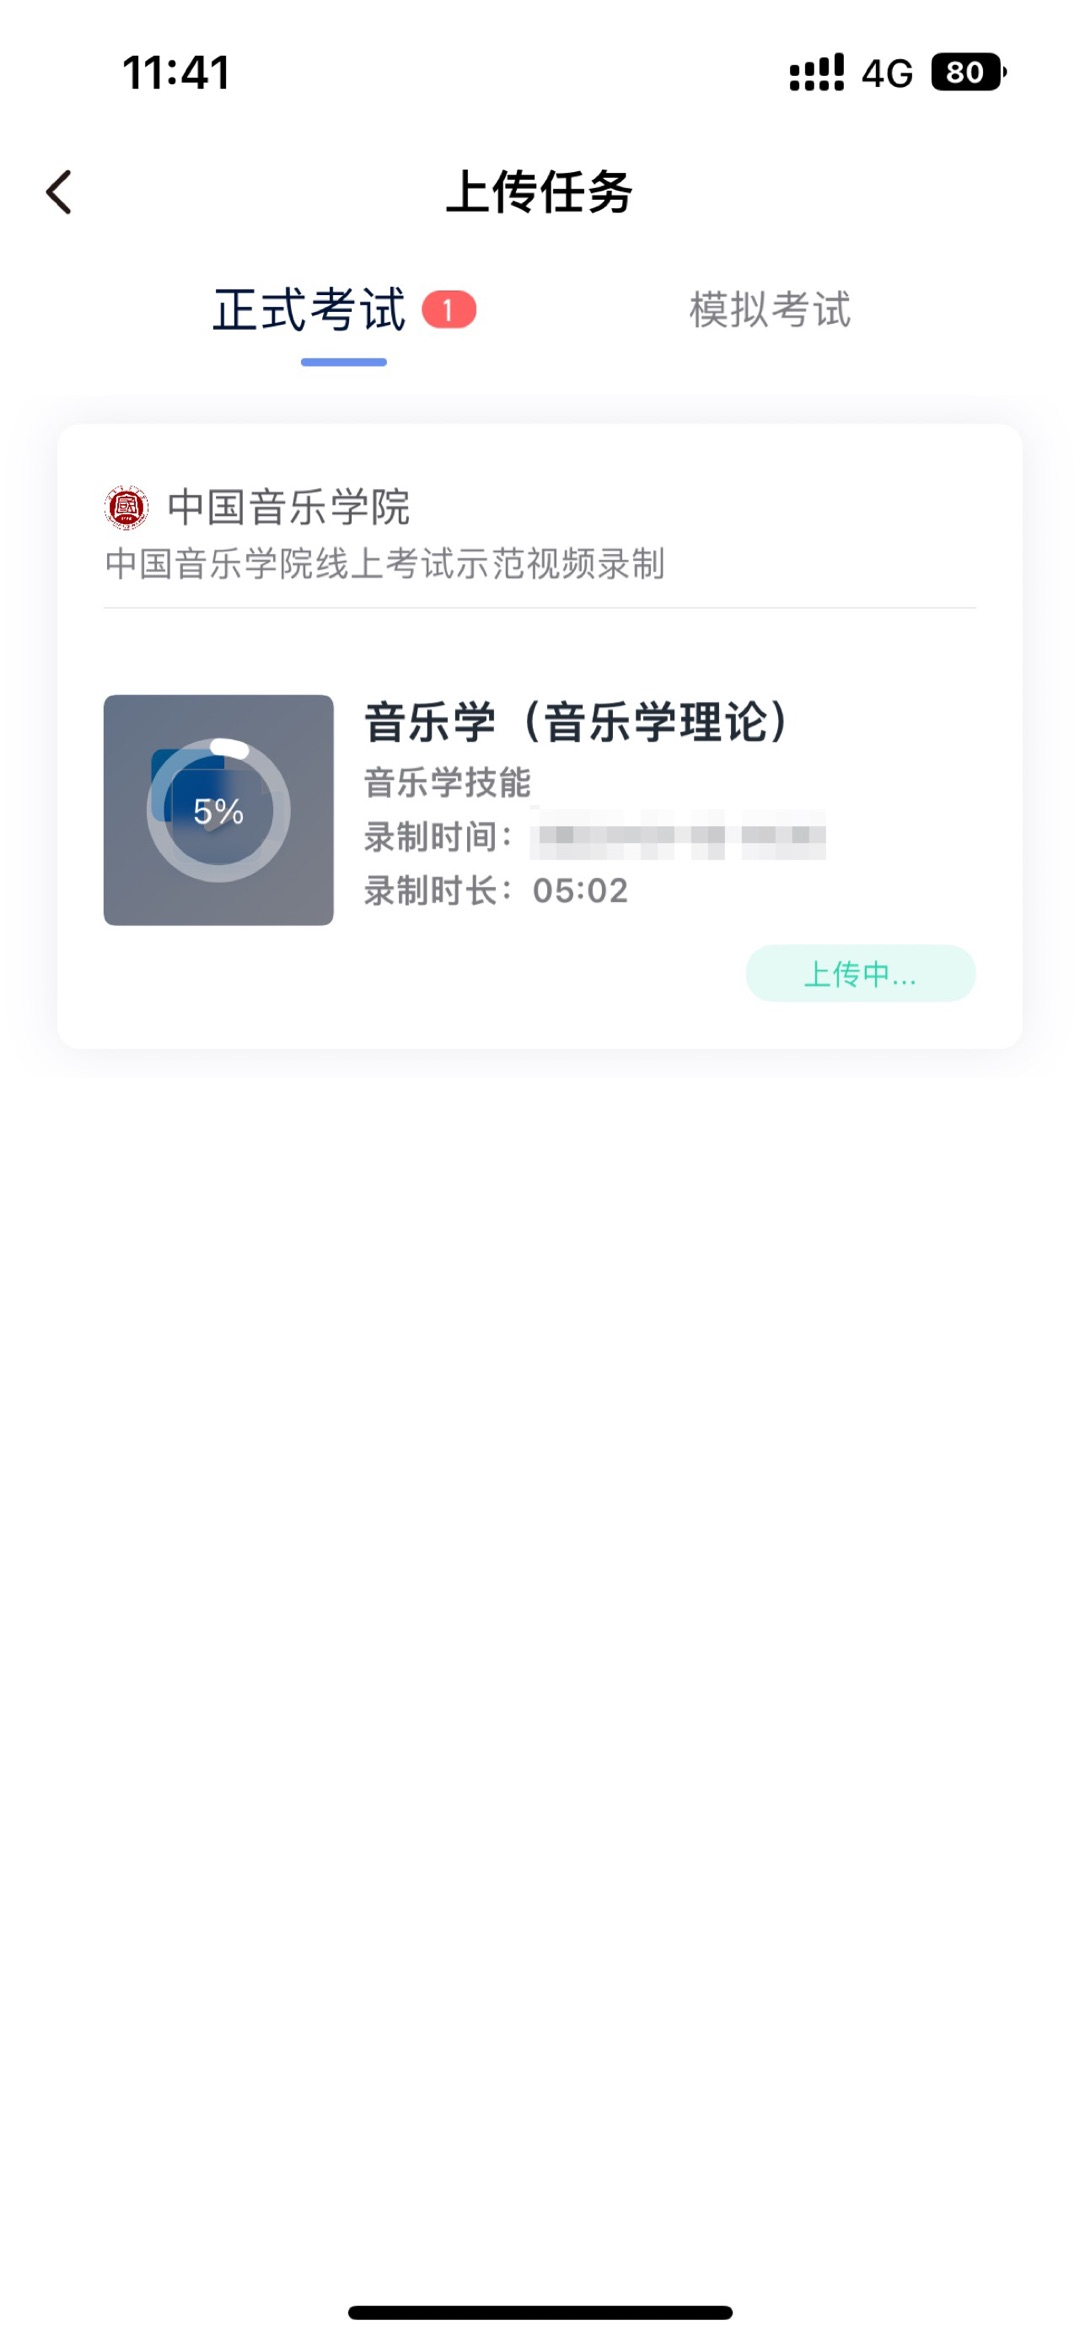 11:41
4G 80
上传任务
正式考试 1
模拟考试
中国音乐学院
中国音乐学院线上考试示范视频录制
5%
音乐学（音乐学理论）
音乐学技能
录制时间：
录制时长：05:02
上传中...